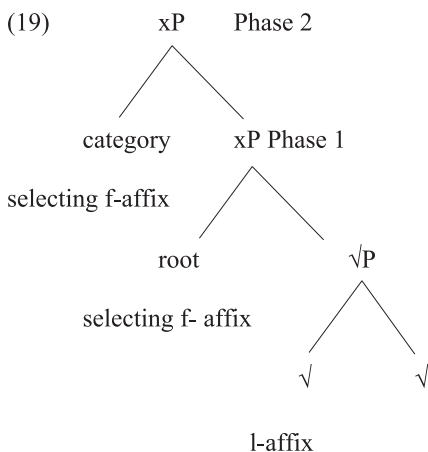 (19) xP Phase 2
category xP Phase 1
selecting f-affix
root √P
selecting f- affix
√ √
l-affix